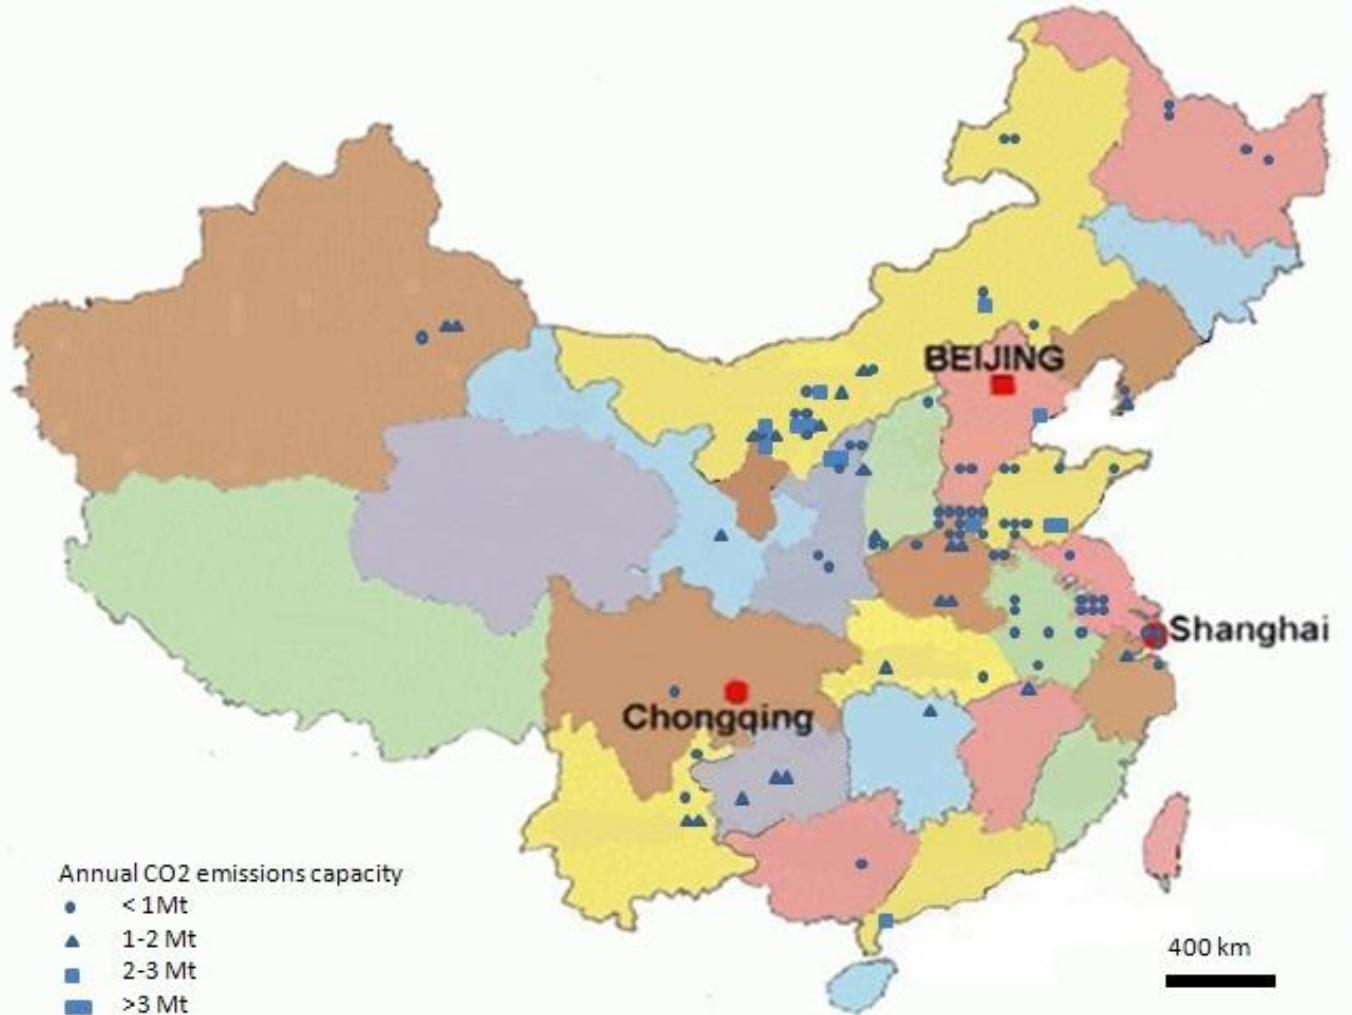 BEIJING
Shanghai
Chongqing
Annual CO2 emissions capacity
< 1Mt
1-2 Mt
2-3 Mt
>3 Mt
400 km